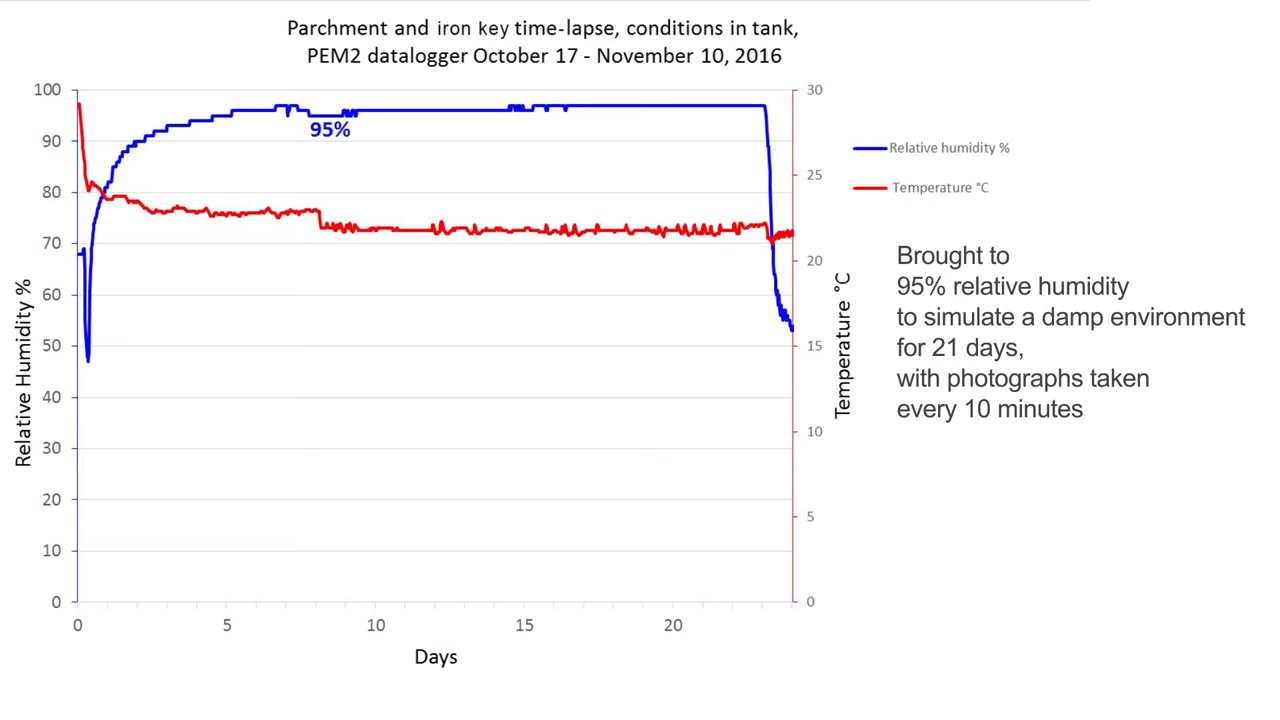 Parchment and iron key time-lapse, conditions in tank,
PEM2 datalogger October 17 - November 10, 2016
100
90
80
70
60
50
40
30
20
10
0
Relative Humidity %
95%
30
25
20
15
10
5
0
Temperature °C
0 5 10 15 20
Days
Relative humidity %
Temperature °C
Brought to
95% relative humidity
to simulate a damp environment
for 21 days,
with photographs taken
every 10 minutes